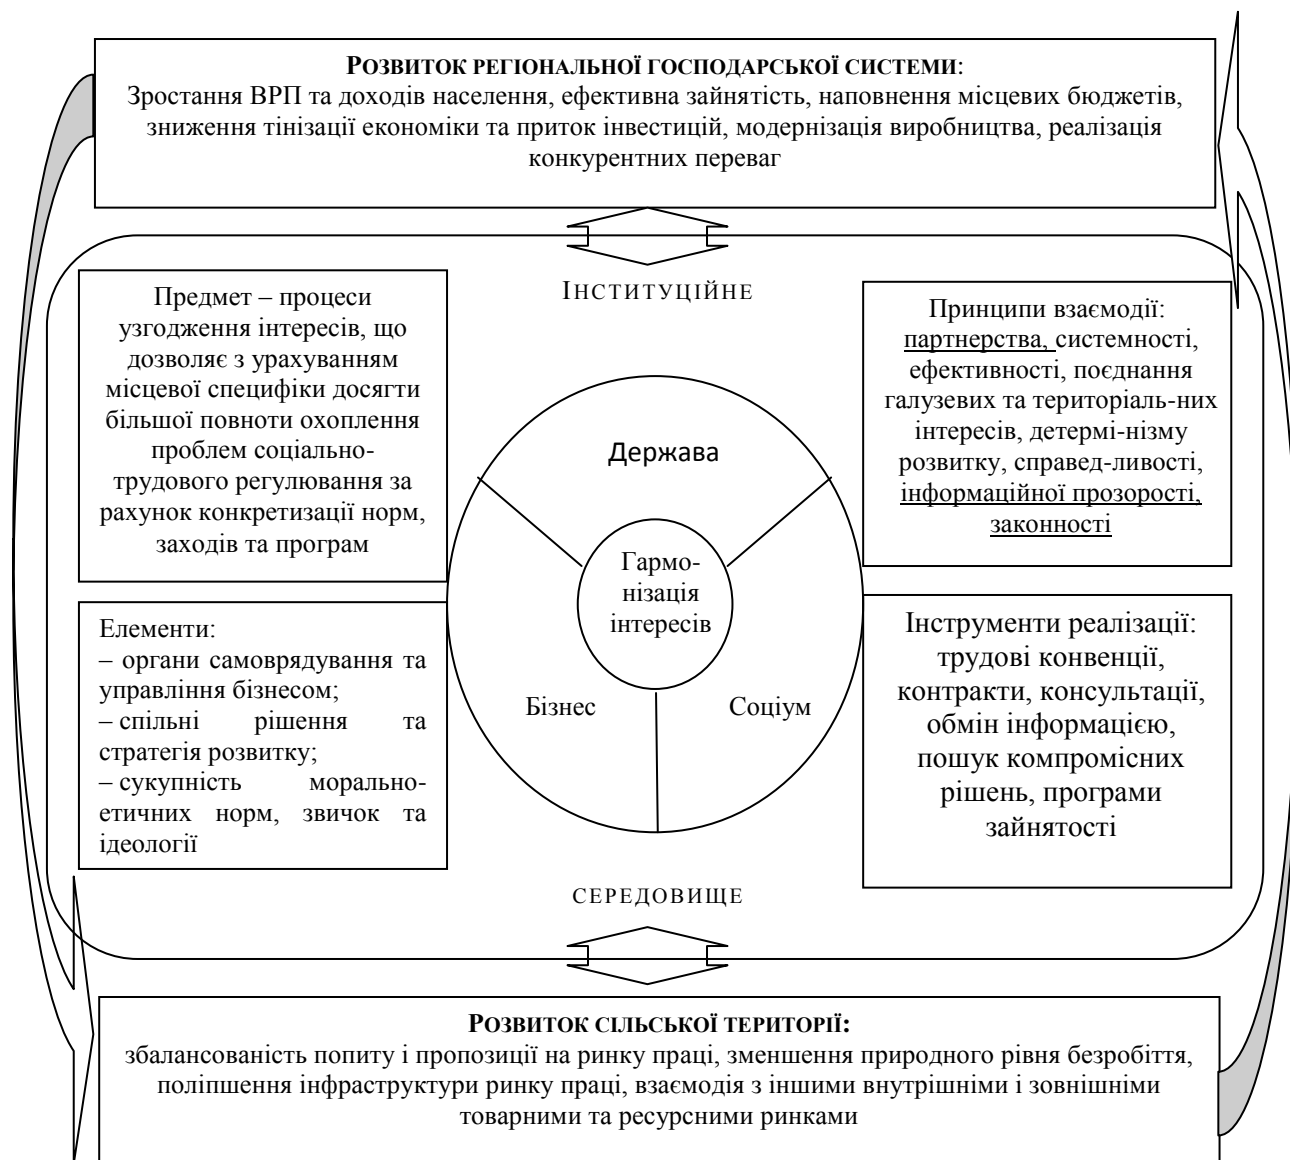 РОЗВИТОК РЕГІОНАЛЬНОЇ ГОСПОДАРСЬКОЇ СИСТЕМИ:
Зростання ВРП та доходів населення, ефективна зайнятість, наповнення місцевих бюджетів,
зниження тінізації економіки та приток інвестицій, модернізація виробництва, реалізація
конкурентних переваг
ІНСТИТУЦІЙНЕ
Предмет – процеси
узгодження інтересів, що
дозволяє з урахуванням
місцевої специфіки досягти
більшої повноти охоплення
проблем соціально-
трудового регулювання за
рахунок конкретизації норм,
заходів та програм
Принципи взаємодії:
партнерства, системності,
ефективності, поєднання
галузевих та територіаль-них
інтересів, детермі-нізму
розвитку, справед-ливості,
інформаційної прозорості,
законності
Держава
Гармо-
нізація
інтересів
Бізнес
Соціум
Елементи:
– органи самоврядування та
управління бізнесом;
– спільні рішення та
стратегія розвитку;
– сукупність морально-
етичних норм, звичок та
ідеології
Інструменти реалізації:
трудові конвенції,
контракти, консультації,
обмін інформацією,
пошук компромісних
рішень, програми
зайнятості
СЕРЕДОВИЩЕ
РОЗВИТОК СІЛЬСЬКОЇ ТЕРИТОРІЇ:
збалансованість попиту і пропозиції на ринку праці, зменшення природного рівня безробіття,
поліпшення інфраструктури ринку праці, взаємодія з іншими внутрішніми і зовнішніми
товарними та ресурсними ринками